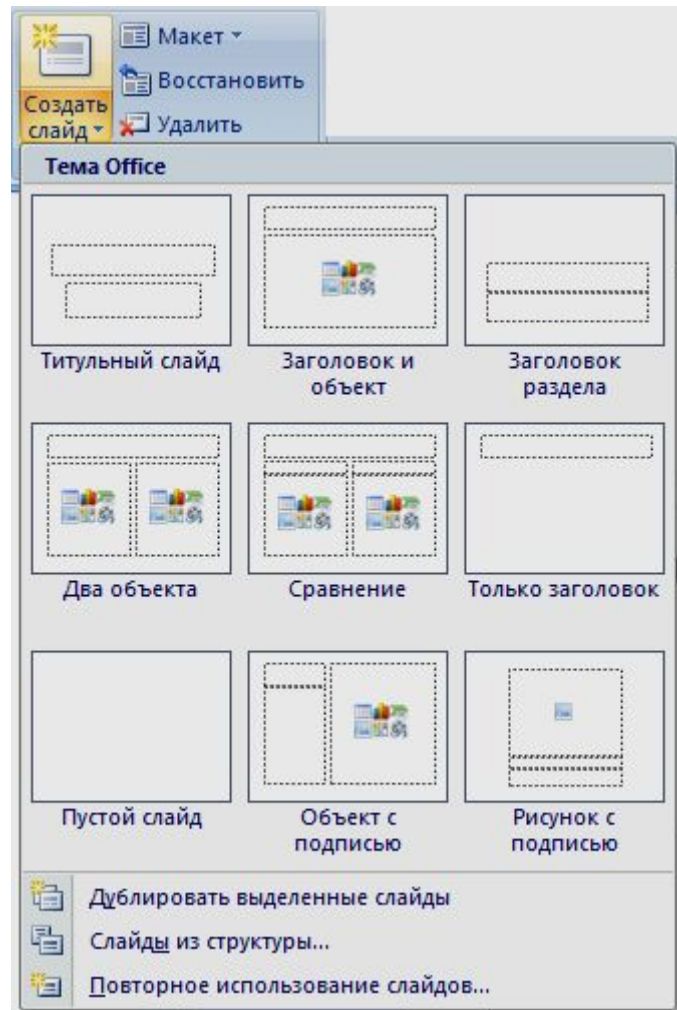 Макет
Восстановить
Создать
слайд
Удалить
Тема Office
Титульный слайд
Заголовок и
объект
Заголовок
раздела
Два объекта
Сравнение
Только заголовок
Пустой слайд
Объект с
подписью
Рисунок с
подписью
Дублировать выделенные слайды
Слайды из структуры...
Повторное использование слайдов...